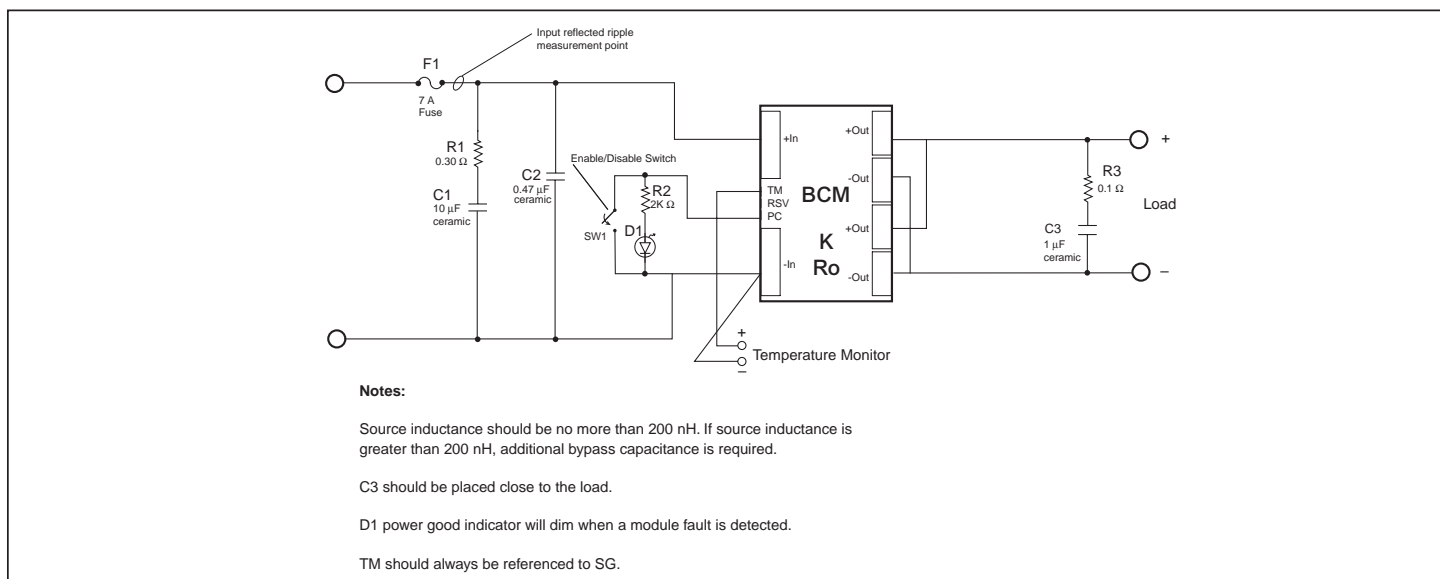 Input reflected ripple
measurement point
F1
7 A
Fuse
R1
0.30 Ω
C1
10 μF
ceramic
C2
0.47 μF
ceramic
Enable/Disable Switch
SW1
R2
2K Ω
D1
+In
TM
RSV
PC
-In
BCM
K
Ro
+Out
-Out
+Out
-Out
+
R3
0.1 Ω
Load
C3
1 μF
ceramic
–
+
Temperature Monitor
–
Notes:
Source inductance should be no more than 200 nH. If source inductance is
greater than 200 nH, additional bypass capacitance is required.
C3 should be placed close to the load.
D1 power good indicator will dim when a module fault is detected.
TM should always be referenced to SG.